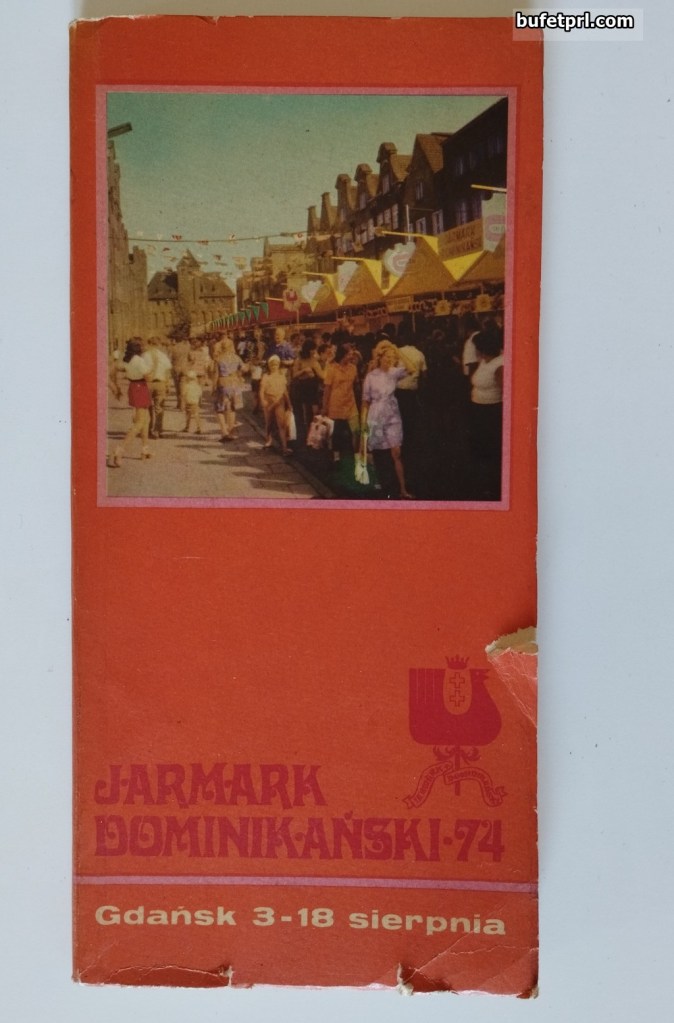 bufetprl.com
JARMARK
DOMINIKAŃSKI·74
Gdańsk 3-18 sierpnia